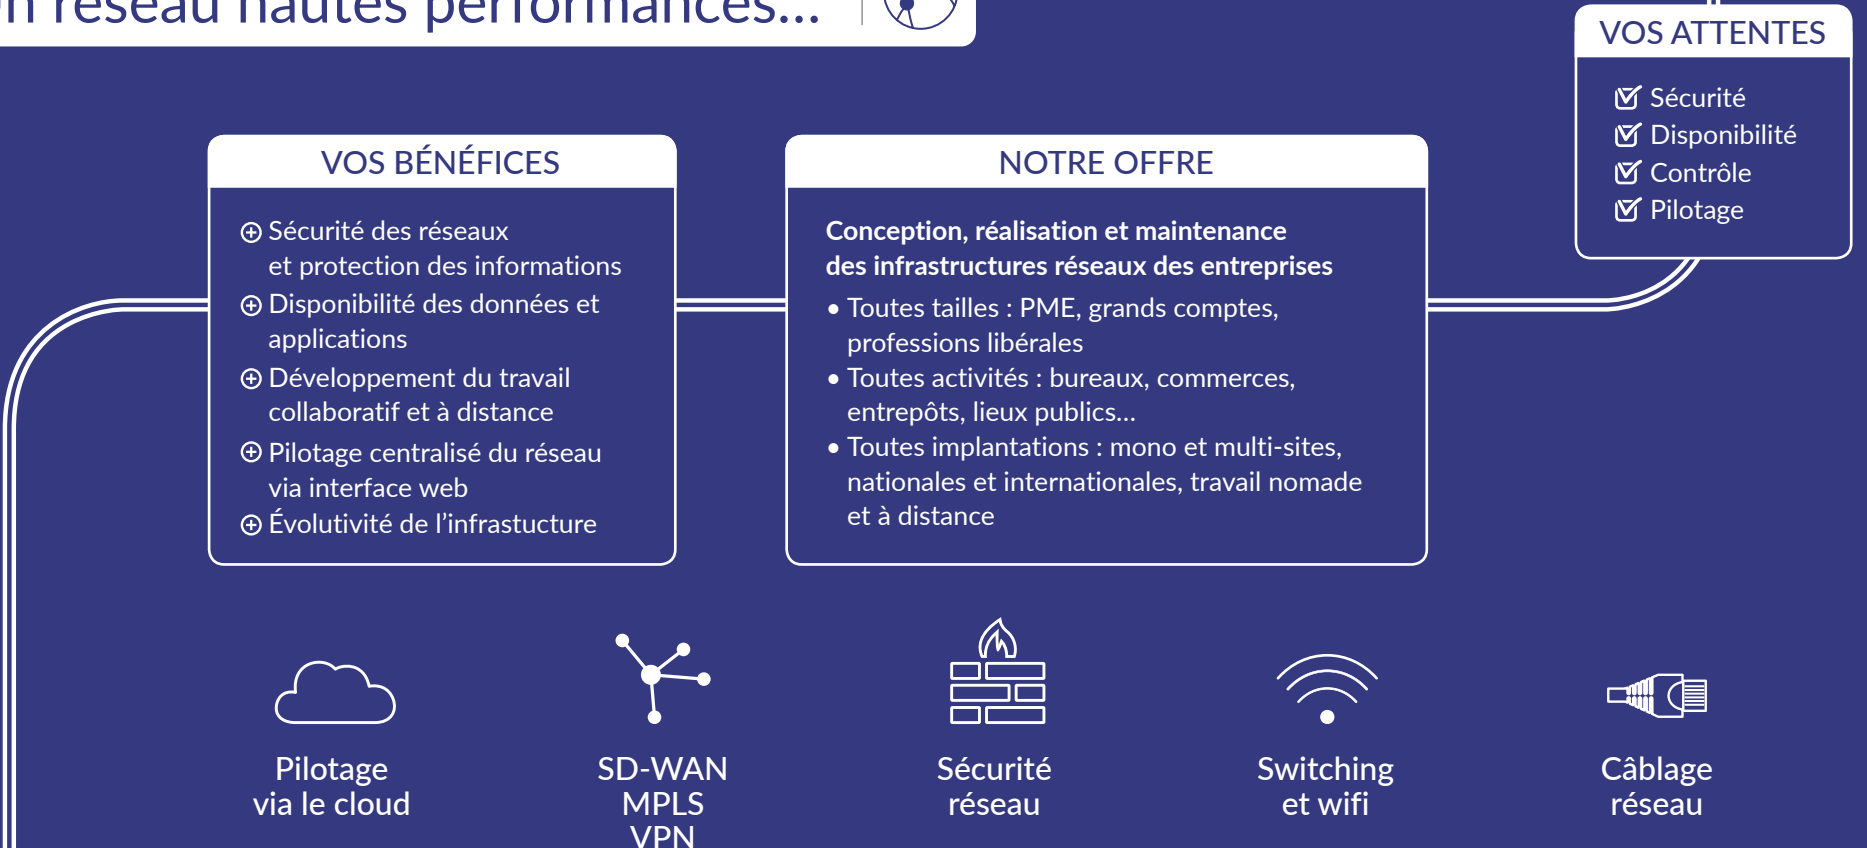 n réseau hautes performances...
VOS ATTENTES
Sécurité
Disponibilité
Contrôle
Pilotage
VOS BÉNÉFICES
Sécurité des réseaux
et protection des informations
Disponibilité des données et
applications
Développement du travail
collaboratif et à distance
Pilotage centralisé du réseau
via interface web
Évolutivité de l’infrastucture
NOTRE OFFRE
Conception, réalisation et maintenance
des infrastructures réseaux des entreprises
• Toutes tailles : PME, grands comptes,
professions libérales
• Toutes activités : bureaux, commerces,
entrepôts, lieux publics...
• Toutes implantations : mono et multi-sites,
nationales et internationales, travail nomade
et à distance
Pilotage
via le cloud
SD-WAN
MPLS
VPN
Sécurité
réseau
Switching
et wifi
Câblage
réseau